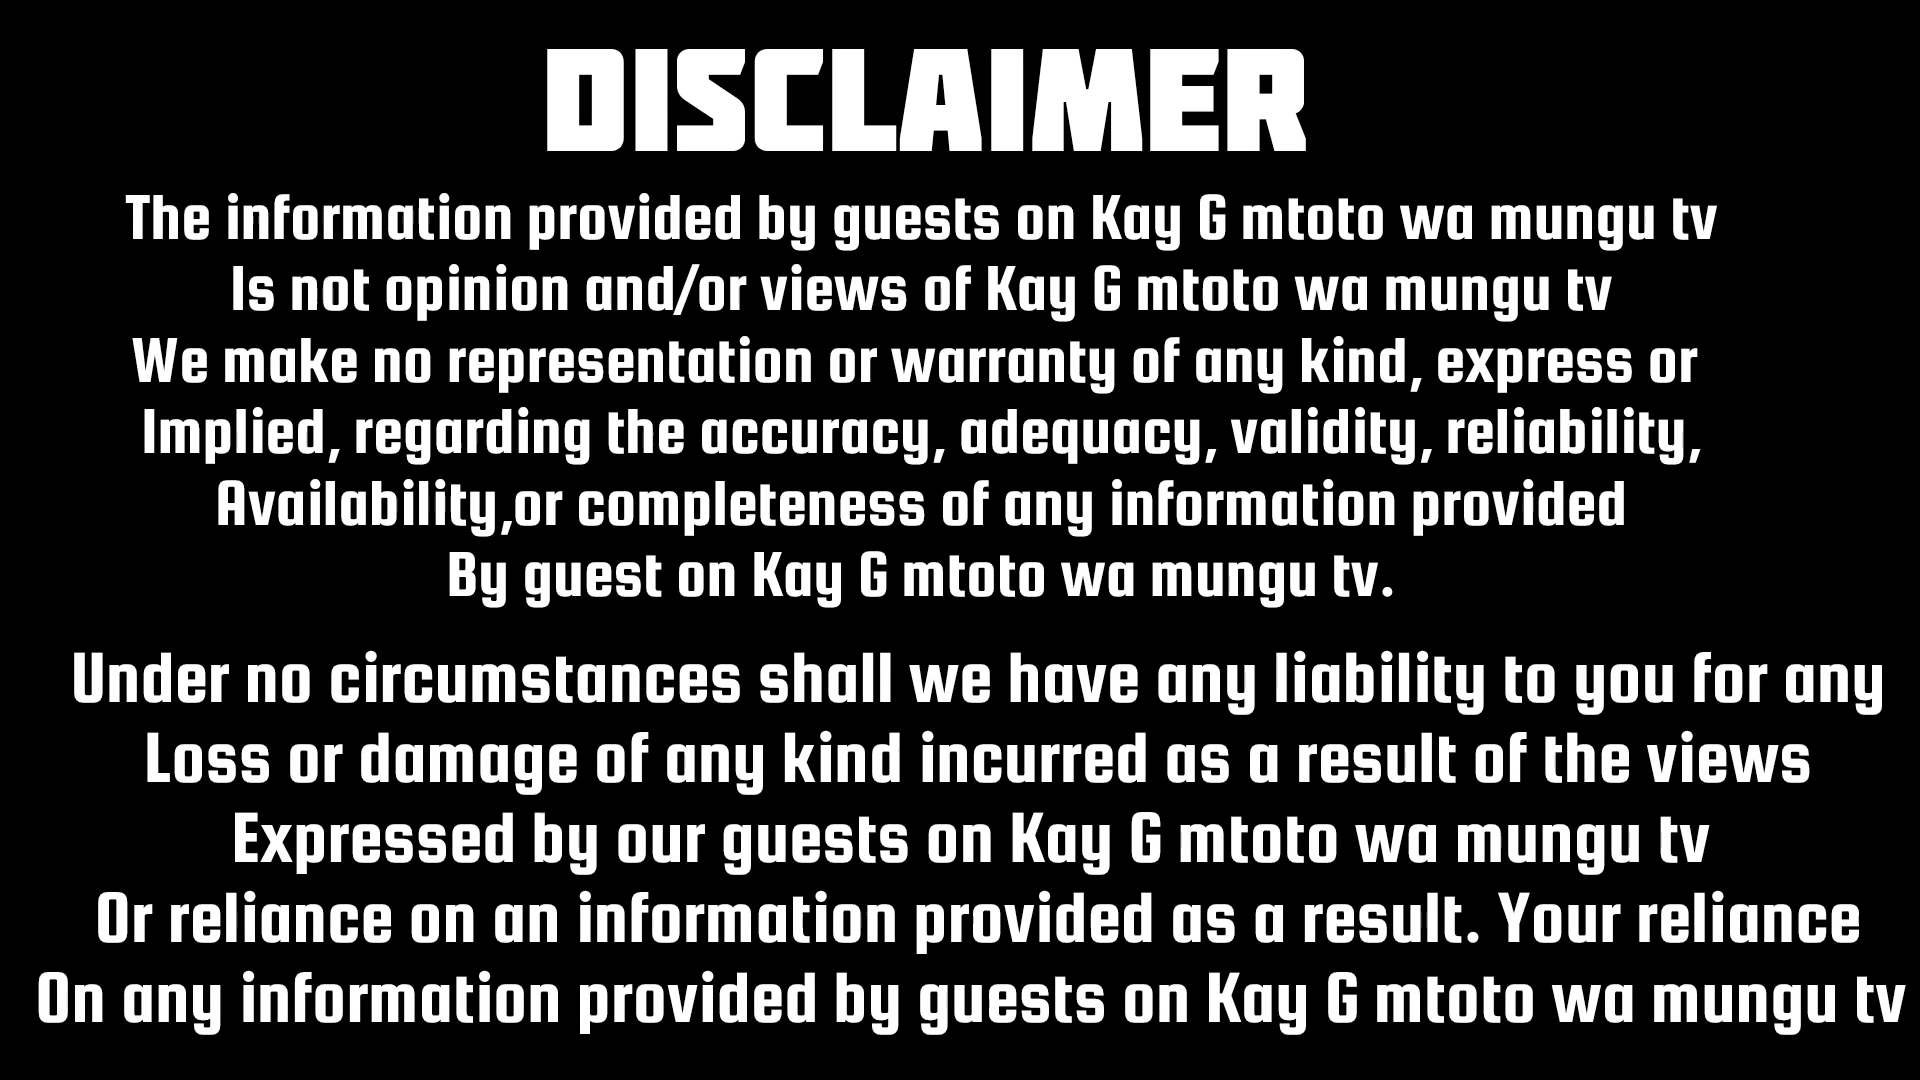 DISCLAIMER
The information provided by guests on Kay G mtoto wa mungu tv
Is not opinion and/or views of Kay G mtoto wa mungu tv
We make no representation or warranty of any kind, express or
Implied, regarding the accuracy, adequacy, validity, reliability,
Availability,or completeness of any information provided
By guest on Kay G mtoto wa mungu tv.
Under no circumstances shall we have any liability to you for any
Loss or damage of any kind incurred as a result of the views
Expressed by our guests on Kay G mtoto wa mungu tv
Or reliance on an information provided as a result. Your reliance
On any information provided by guests on Kay G mtoto wa mungu tv